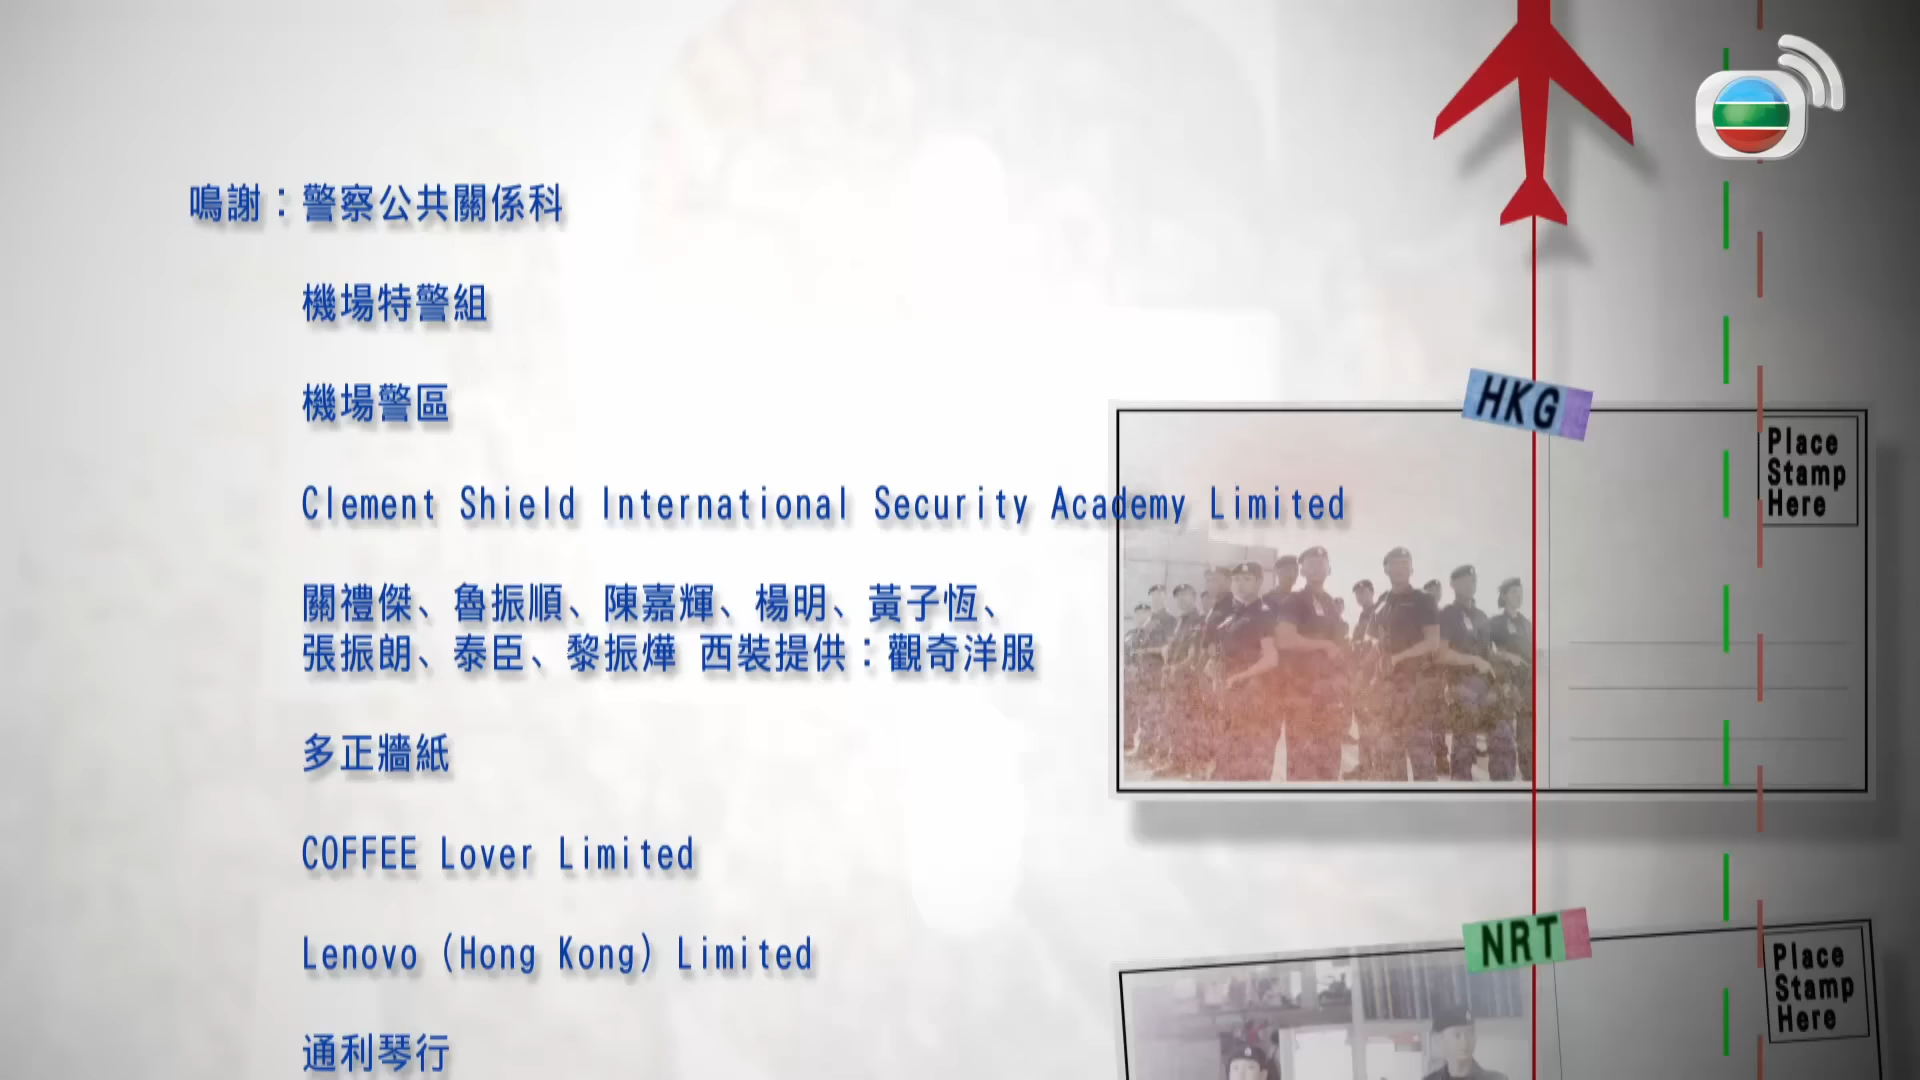 鳴謝：警察公共關係科
機場特警組
機場警區
Clement Shield International Security Academy Limited
關禮傑、魯振順、陳嘉輝、楊明、黃子恆、
張振朗、泰臣、黎振燁 西裝提供：觀奇洋服
多正牆紙
COFFEE Lover Limited
Lenovo (Hong Kong) Limited
通利琴行
HKG
Place
Stamp
Here
NRT
Place
Stamp
Here